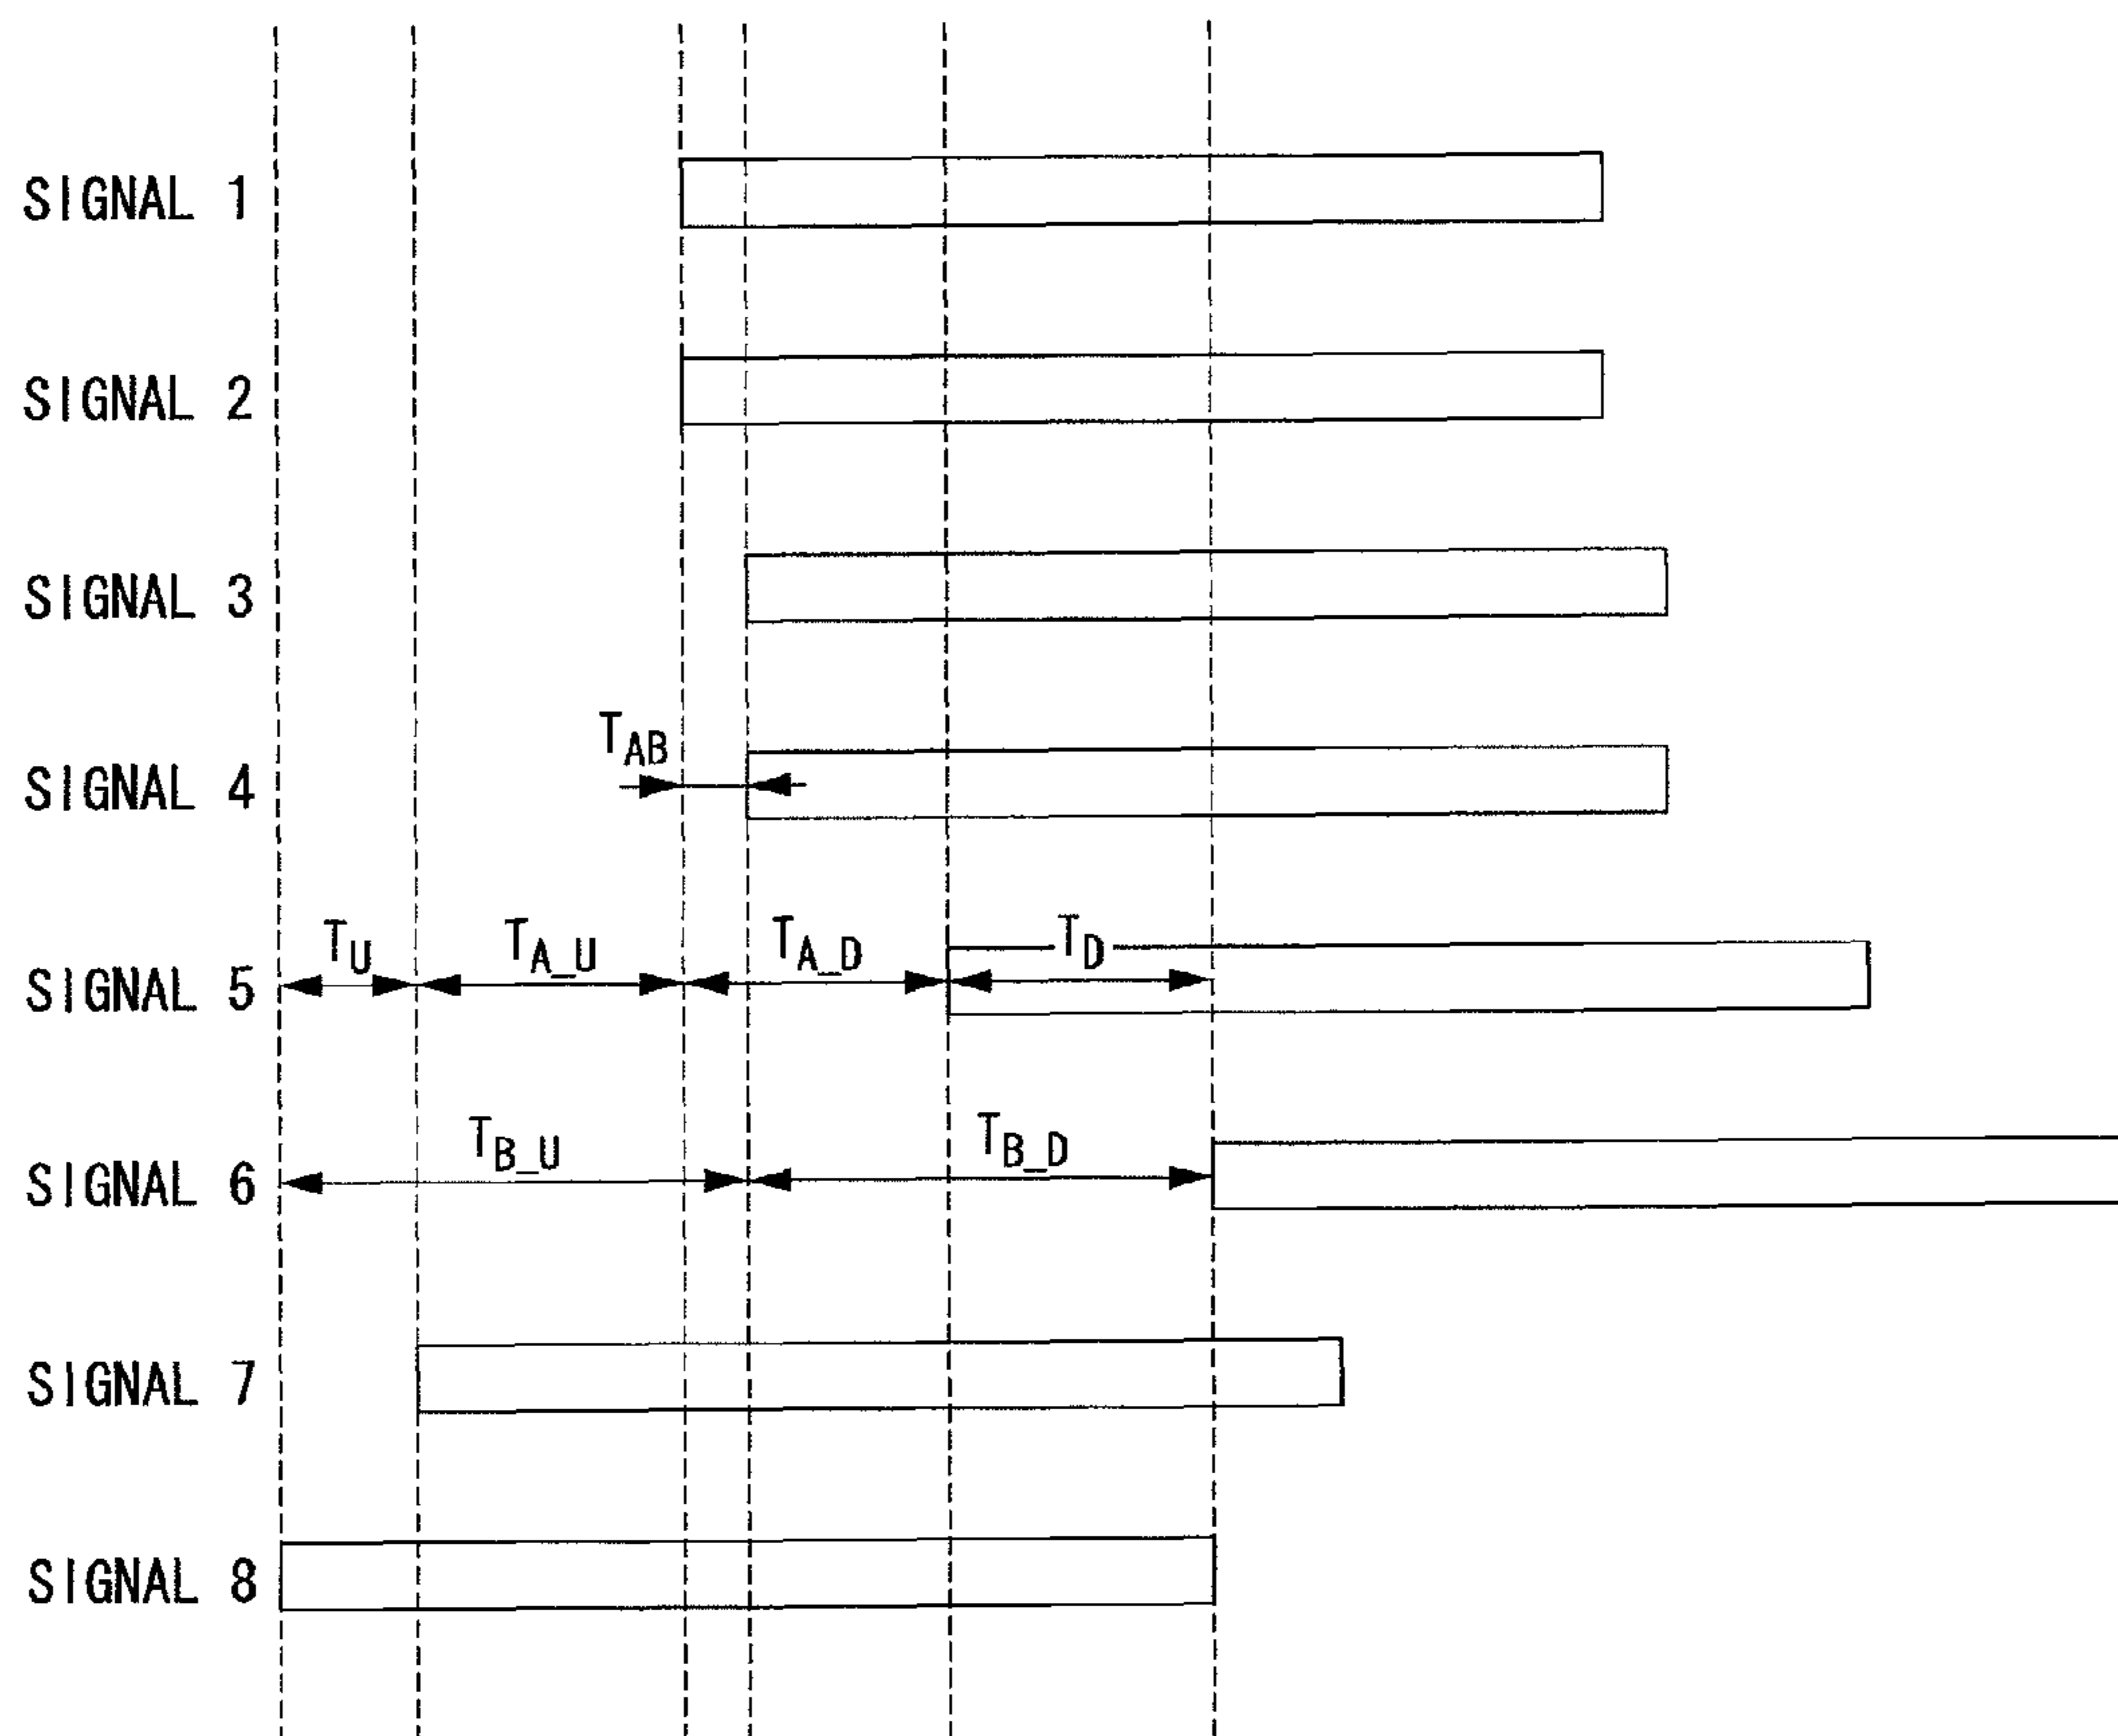 SIGNAL 1
SIGNAL 2
SIGNAL 3
T_AB
SIGNAL 4
T_U T_A_U T_A_D T_D
SIGNAL 5
T_B_U T_B_D
SIGNAL 6
SIGNAL 7
SIGNAL 8